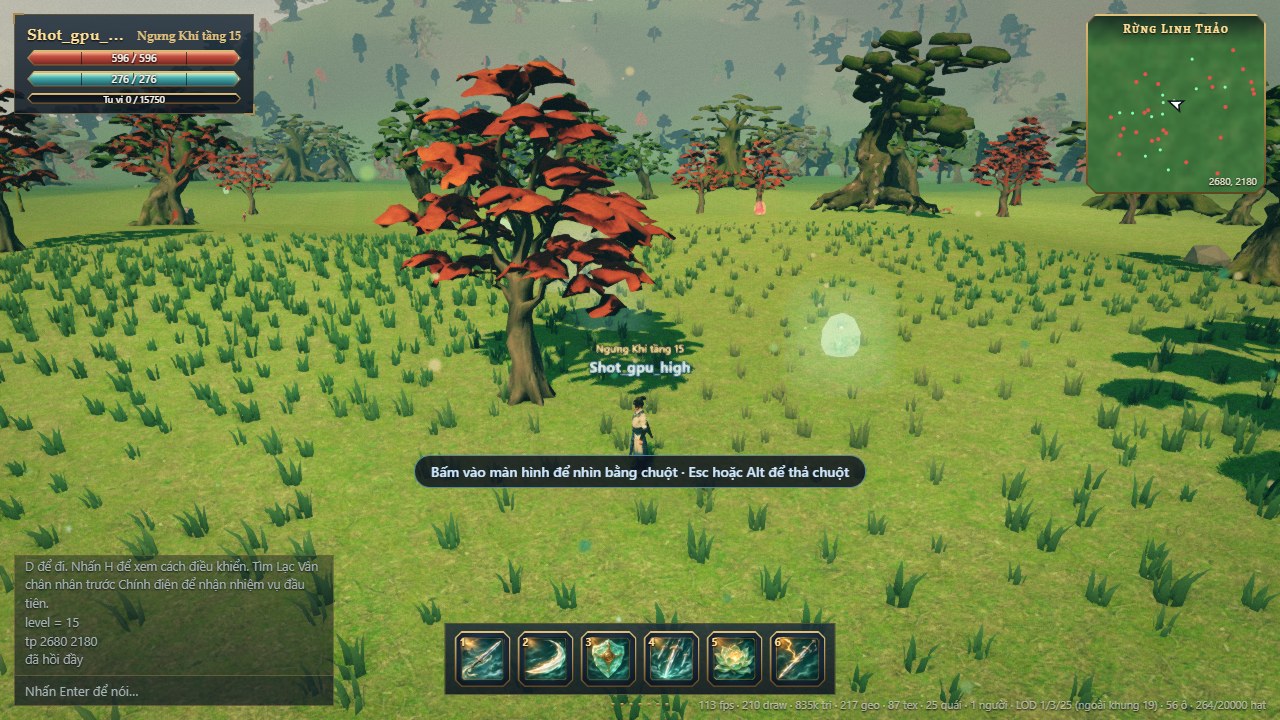 Shot_gpu_... Ngưng Khí tầng 15
596 / 596
276 / 276
Tu vi 0 / 15750
RỪNG LINH THẢO
2680, 2180
Ngưng Khí tầng 15
Shot_gpu_high
Bấm vào màn hình để nhìn bằng chuột · Esc hoặc Alt để thả chuột
D để đi. Nhấn H để xem cách điều khiển. Tìm Lạc Vân
chân nhân trước Chính điện để nhận nhiệm vụ đầu
tiên.
level = 15
tp 2680 2180
đã hồi đầy
Nhấn Enter để nói...
1 2 3 4 5 6
113 fps · 210 draw · 835k tri · 217 geo · 87 tex · 25 quái · 1 người · LOD 1/3/25 (ngoài khung 19) · 56 ô · 264/20000 hạt